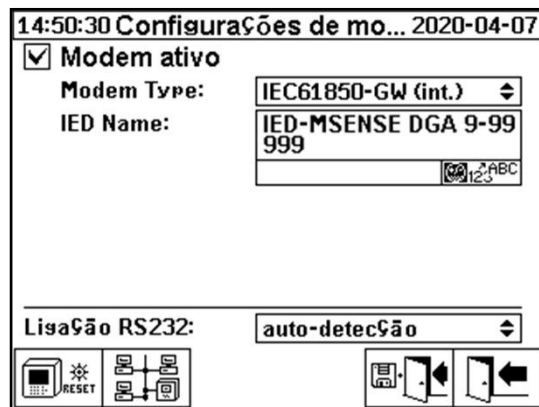 14:50:30 Configurações de mo... 2020-04-07
Modem ativo
Modem Type: IEC61850-GW (int.)
IED Name: IED-MSENSE DGA 9-99
999
123 ABC
Ligação RS232: auto-detecção
RESET